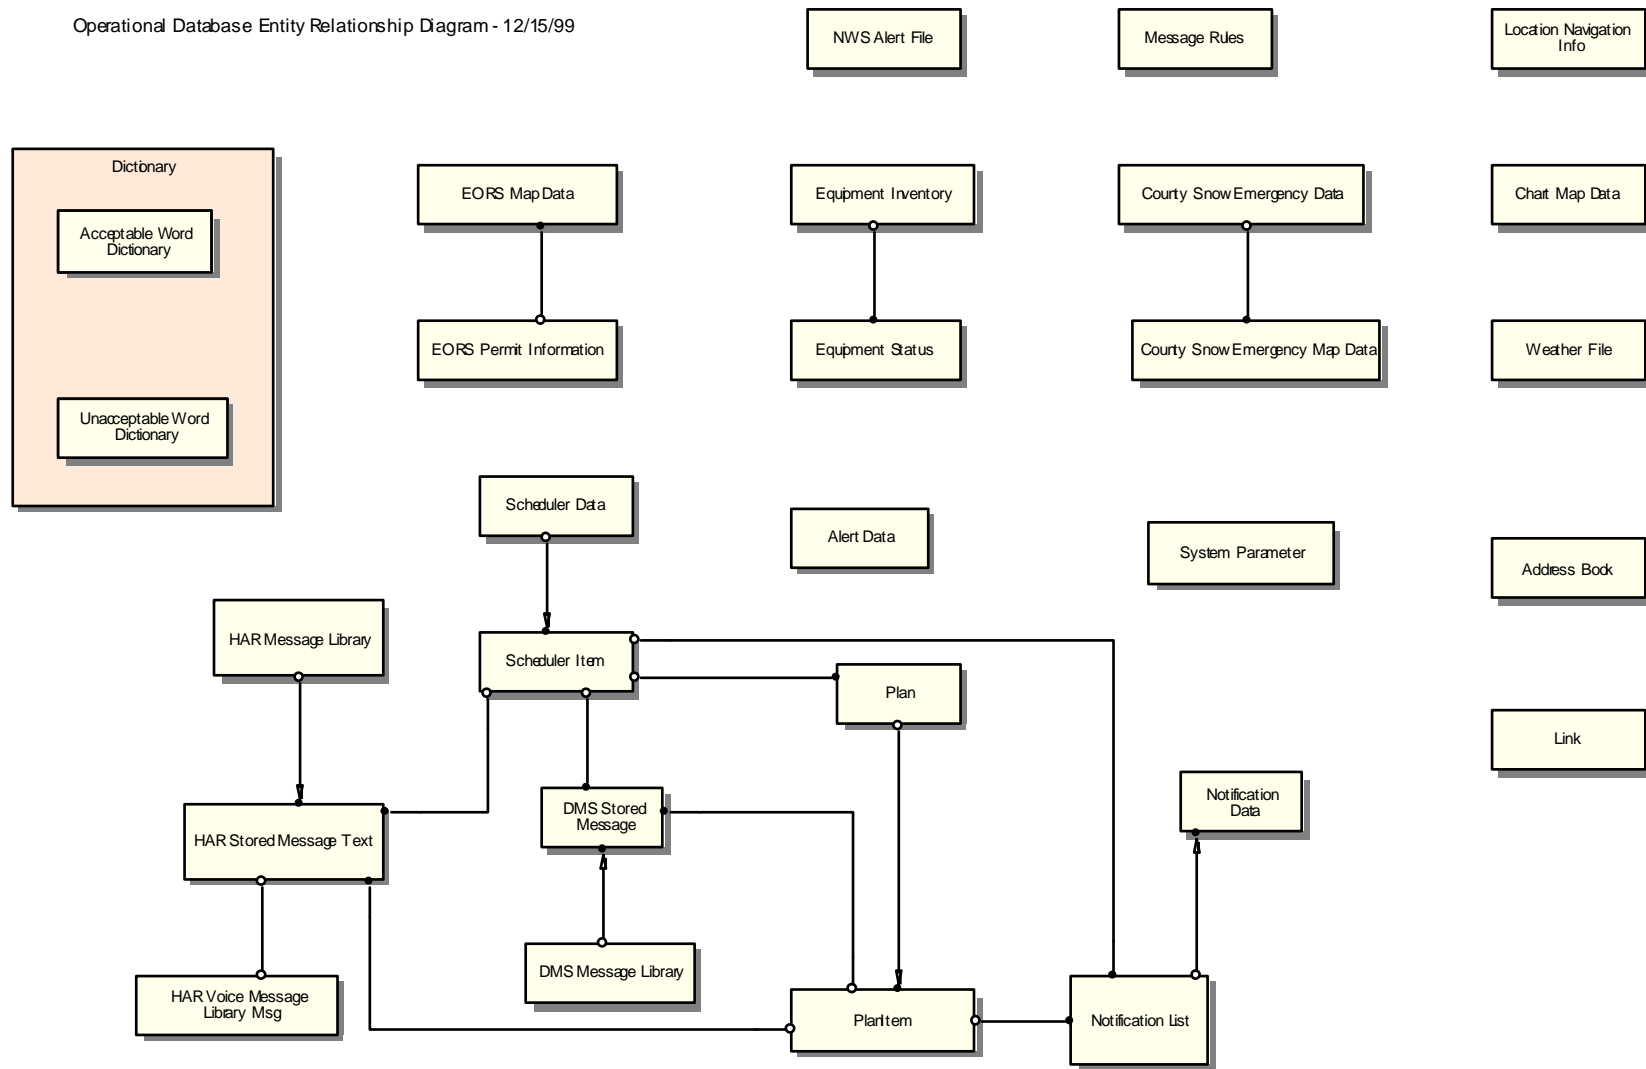 Operational Database Entity Relationship Diagram - 12/15/99
NWS Alert File
Message Rules
Location Navigation
Info
Dictionary
Acceptable Word
Dictionary
Unacceptable Word
Dictionary
EORS Map Data
Equipment Inventory
County Snow Emergency Data
Chart Map Data
EORS Permit Information
Equipment Status
County Snow Emergency Map Data
Weather File
Scheduler Data
Alert Data
System Parameter
Address Book
HAR Message Library
Scheduler Item
Plan
Link
HAR Stored Message Text
DMS Stored
Message
Notification
Data
DMS Message Library
HAR Voice Message
Library Msg
PlanItem
Notification List